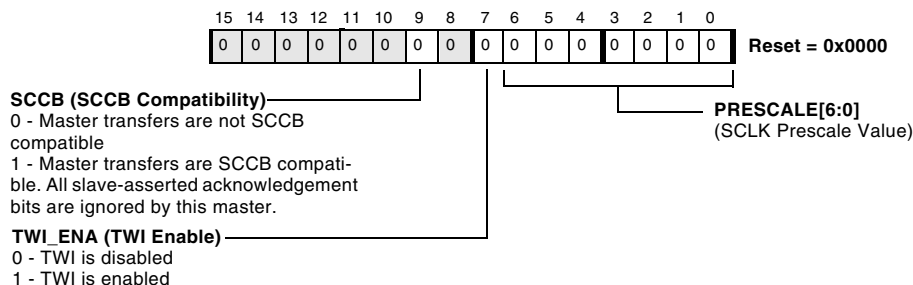 15 14 13 12 11 10 9 8 7 6 5 4 3 2 1 0
0 0 0 0 0 0 0 0 0 0 0 0 0 0 0 0 Reset = 0x0000
SCCB (SCCB Compatibility)
0 - Master transfers are not SCCB
compatible
1 - Master transfers are SCCB compati-
ble. All slave-asserted acknowledgement
bits are ignored by this master.
PRESCALE[6:0]
(SCLK Prescale Value)
TWI_ENA (TWI Enable)
0 - TWI is disabled
1 - TWI is enabled